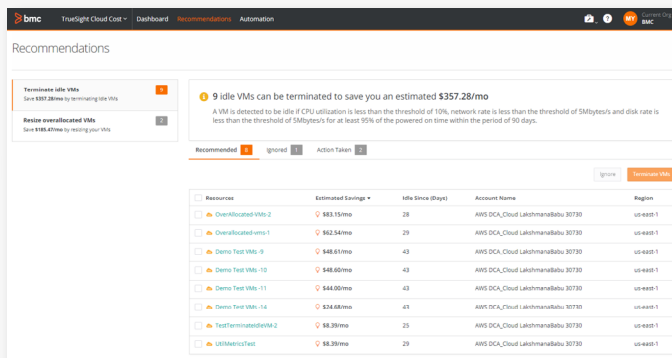 bmc TrueSight Cloud Cost Dashboard Recommendations Automation ? MY Current Org BMC
Recommendations
Terminate idle VMs 9
Save $357.28/mo by terminating idle VMs
Resize overallocated VMs 2
Save $185.47/mo by resizing your VMs
9 idle VMs can be terminated to save you an estimated $357.28/mo
A VM is detected to be idle if CPU utilization is less than the threshold of 10%, network rate is less than the threshold of 5Mbytes/s and disk rate is
less than the threshold of 5Mbytes/s for at least 95% of the powered on time within the period of 90 days.
Recommended 6 Ignored 1 Action Taken 2
Ignore Terminate VMs
Resources Estimated Savings Idle Since (Days) Account Name Region
OverAllocated-VMs-2 $83.15/mo 28 AWS DCA_Cloud LakshmanaBabu 30730 us-east-1
Overallocated-vms-1 $62.54/mo 29 AWS DCA_Cloud LakshmanaBabu 30730 us-east-1
Demo Test VMs -9 $48.61/mo 43 AWS DCA_Cloud LakshmanaBabu 30730 us-east-1
Demo Test VMs -10 $48.60/mo 43 AWS DCA_Cloud LakshmanaBabu 30730 us-east-1
Demo Test VMs -11 $44.00/mo 43 AWS DCA_Cloud LakshmanaBabu 30730 us-east-1
Demo Test VMs -14 $24.68/mo 43 AWS DCA_Cloud LakshmanaBabu 30730 us-east-1
TestTerminateIdleVM-2 $8.39/mo 25 AWS DCA_Cloud LakshmanaBabu 30730 us-east-1
UtilMetricsTest $8.39/mo 29 AWS DCA_Cloud LakshmanaBabu 30730 us-east-1